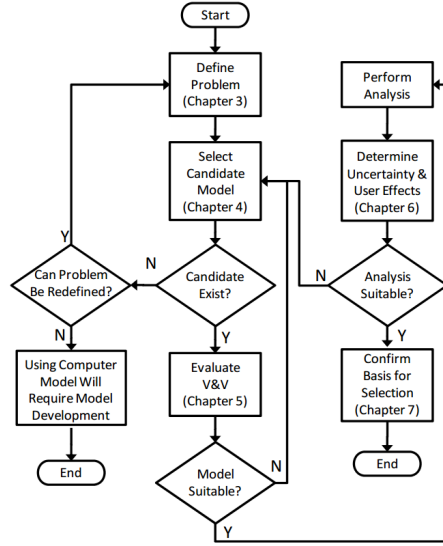 Start
Define
Problem
(Chapter 3)
Select
Candidate
Model
(Chapter 4)
N
Candidate
Exist?
Y
Can Problem
Be Redefined?
Y
N
Using Computer
Model Will
Require Model
Development
End
Evaluate
V&V
(Chapter 5)
Model
Suitable?
N
Y
Perform
Analysis
Determine
Uncertainty &
User Effects
(Chapter 6)
N
Analysis
Suitable?
Y
Confirm
Basis for
Selection
(Chapter 7)
End